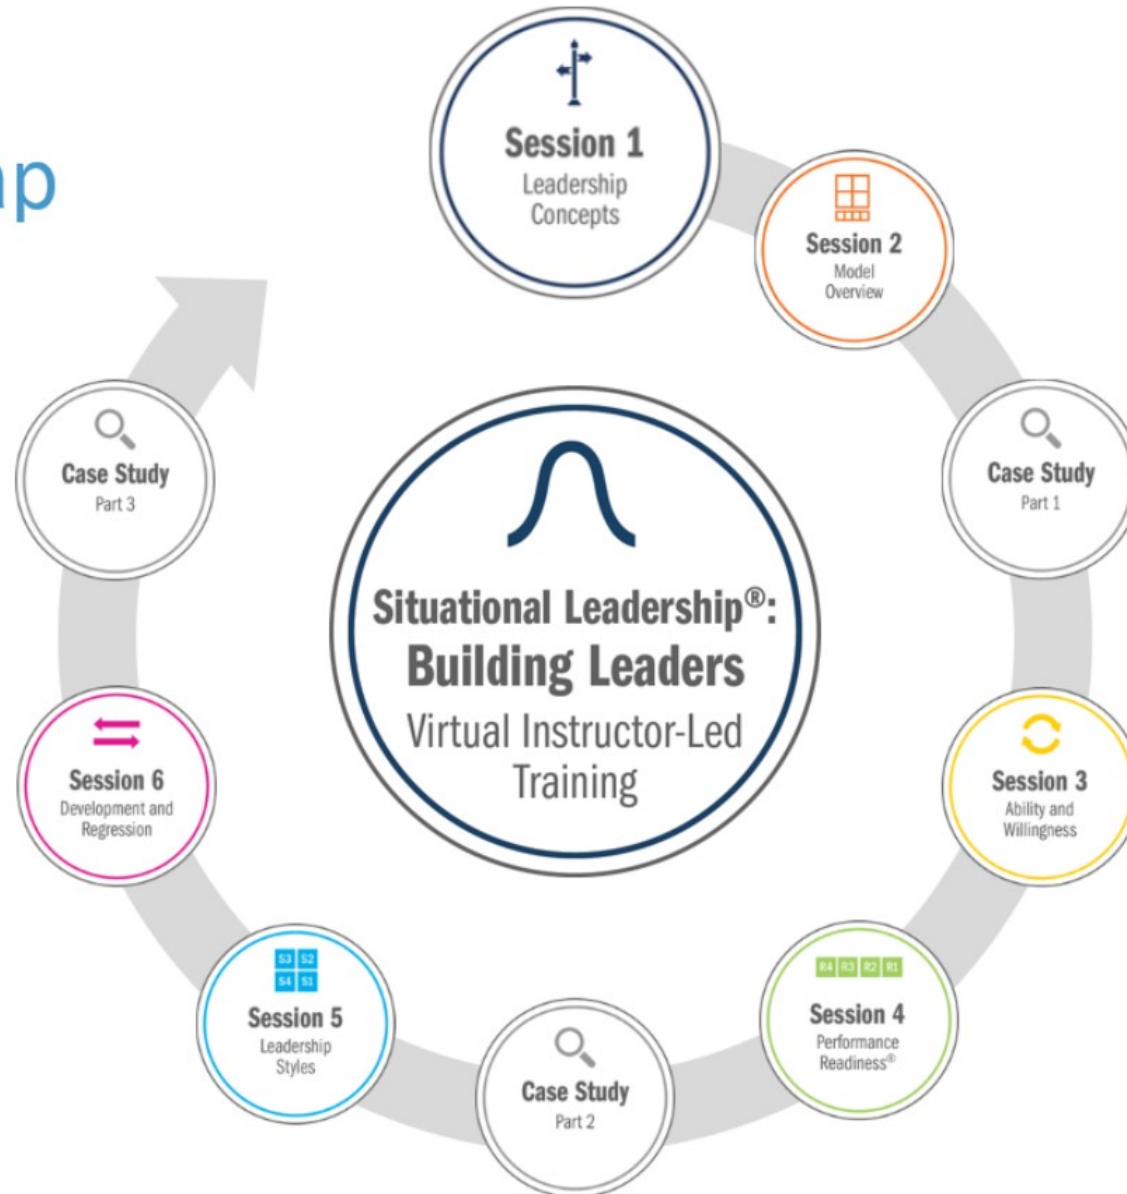 ap
Session 1
Leadership
Concepts
Session 2
Model
Overview
Case Study
Part 1
Session 3
Ability and
Willingness
R4 R3 R2 R1
Session 4
Performance
Readiness®
Case Study
Part 2
S3 S2
S4 S1
Session 5
Leadership
Styles
Session 6
Development and
Regression
Case Study
Part 3
Situational Leadership®:
Building Leaders
Virtual Instructor-Led
Training